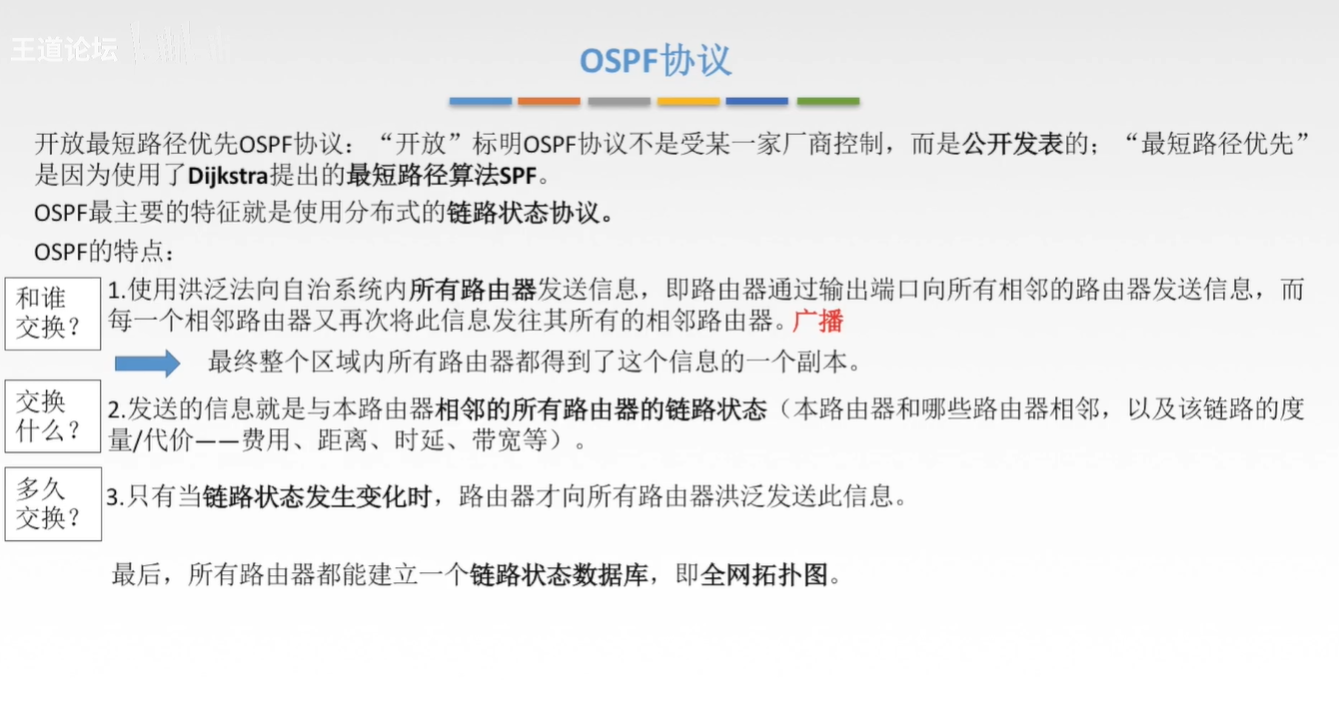 王道论坛
OSPF协议
开放最短路径优先OSPF协议：“开放”标明OSPF协议不是受某一家厂商控制，而是公开发表的；“最短路径优先”
是因为使用了Dijkstra提出的最短路径算法SPF。
OSPF最主要的特征就是使用分布式的链路状态协议。
OSPF的特点：
和谁
交换？
1.使用洪泛法向自治系统内所有路由器发送信息，即路由器通过输出端口向所有相邻的路由器发送信息，而
每一个相邻路由器又再次将此信息发往其所有的相邻路由器。广播
最终整个区域内所有路由器都得到了这个信息的一个副本。
交换
什么？
2.发送的信息就是与本路由器相邻的所有路由器的链路状态（本路由器和哪些路由器相邻，以及该链路的度
量/代价——费用、距离、时延、带宽等）。
多久
交换？
3.只有当链路状态发生变化时，路由器才向所有路由器洪泛发送此信息。
最后，所有路由器都能建立一个链路状态数据库，即全网拓扑图。